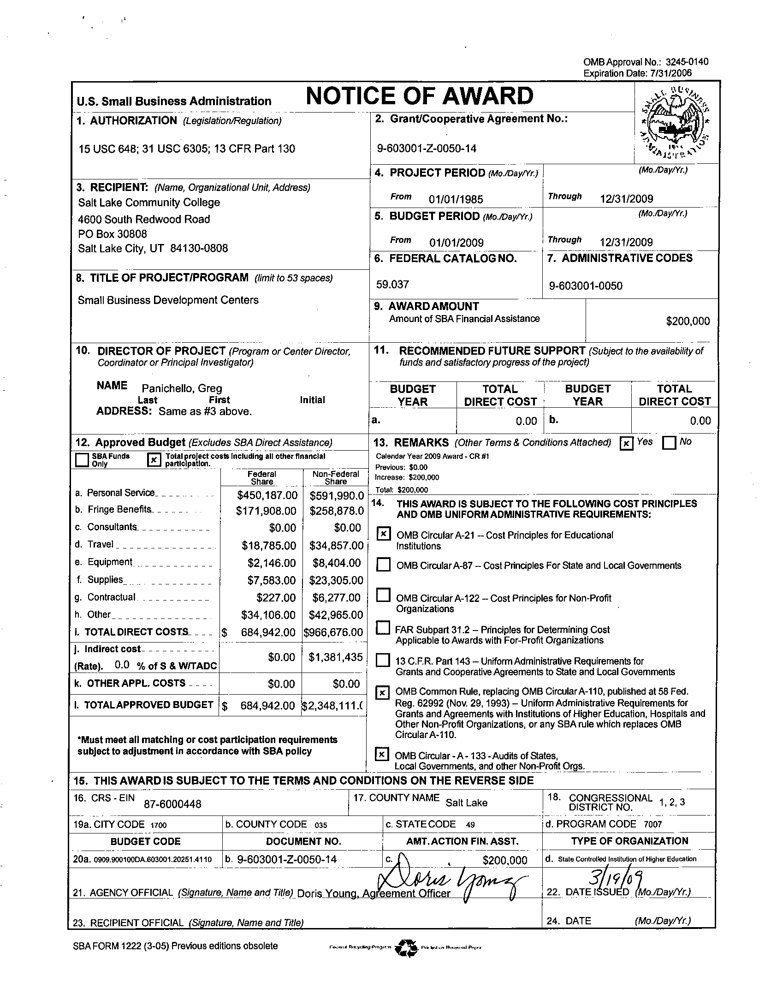 OMB Approval No.: 3245-0140
Expiration Date: 7/31/2006
U.S. Small Business Administration
NOTICE OF AWARD
1. AUTHORIZATION (Legislation/Regulation)
15 USC 648; 31 USC 6305; 13 CFR Part 130
2. Grant/Cooperative Agreement No.:
9-603001-Z-0050-14
SMALL BUSINESS
ADMINISTRATION
3. RECIPIENT: (Name, Organizational Unit, Address)
Salt Lake Community College
4600 South Redwood Road
PO Box 30808
Salt Lake City, UT 84130-0808
4. PROJECT PERIOD (Mo./Day/Yr.) (Mo./Day/Yr.)
From 01/01/1985 Through 12/31/2009
5. BUDGET PERIOD (Mo./Day/Yr.) (Mo./Day/Yr.)
From 01/01/2009 Through 12/31/2009
6. FEDERAL CATALOG NO.
59.037
7. ADMINISTRATIVE CODES
9-603001-0050
8. TITLE OF PROJECT/PROGRAM (limit to 53 spaces)
Small Business Development Centers
9. AWARD AMOUNT
Amount of SBA Financial Assistance $200,000
10. DIRECTOR OF PROJECT (Program or Center Director,
Coordinator or Principal Investigator)
NAME Panichello, Greg
Last First Initial
ADDRESS: Same as #3 above.
11. RECOMMENDED FUTURE SUPPORT (Subject to the availability of
funds and satisfactory progress of the project)
BUDGET TOTAL BUDGET TOTAL
YEAR DIRECT COST YEAR DIRECT COST
a. 0.00 b. 0.00
12. Approved Budget (Excludes SBA Direct Assistance)
SBA Funds
Only
x Total project costs including all other financial
participation.
Federal Non-Federal
Share Share
a. Personal Service $450,187.00 $591,990.0
b. Fringe Benefits $171,908.00 $258,878.0
c. Consultants $0.00 $0.00
d. Travel $18,785.00 $34,857.00
e. Equipment $2,146.00 $8,404.00
f. Supplies $7,583.00 $23,305.00
g. Contractual $227.00 $6,277.00
h. Other $34,106.00 $42,965.00
i. TOTAL DIRECT COSTS $ 684,942.00 $966,676.00
j. Indirect cost
(Rate). 0.0 % of S & W/TADC $0.00 $1,381,435
k. OTHER APPL. COSTS $0.00 $0.00
l. TOTAL APPROVED BUDGET $ 684,942.00 $2,348,111.(
*Must meet all matching or cost participation requirements
subject to adjustment in accordance with SBA policy
13. REMARKS (Other Terms & Conditions Attached) x Yes No
Calendar Year 2009 Award - CR #1
Previous: $0.00
Increase: $200,000
Total: $200,000
14. THIS AWARD IS SUBJECT TO THE FOLLOWING COST PRINCIPLES
AND OMB UNIFORM ADMINISTRATIVE REQUIREMENTS:
x OMB Circular A-21 -- Cost Principles for Educational
Institutions
OMB Circular A-87 – Cost Principles For State and Local Governments
OMB Circular A-122 – Cost Principles for Non-Profit
Organizations
FAR Subpart 31.2 – Principles for Determining Cost
Applicable to Awards with For-Profit Organizations
13 C.F.R. Part 143 – Uniform Administrative Requirements for
Grants and Cooperative Agreements to State and Local Governments
x OMB Common Rule, replacing OMB Circular A-110, published at 58 Fed.
Reg. 62992 (Nov. 29, 1993) – Uniform Administrative Requirements for
Grants and Agreements with Institutions of Higher Education, Hospitals and
Other Non-Profit Organizations, or any SBA rule which replaces OMB
Circular A-110.
x OMB Circular - A - 133 - Audits of States,
Local Governments, and other Non-Profit Orgs.
15. THIS AWARD IS SUBJECT TO THE TERMS AND CONDITIONS ON THE REVERSE SIDE
16. CRS - EIN 87-6000448
17. COUNTY NAME Salt Lake
18. CONGRESSIONAL
DISTRICT NO. 1, 2, 3
19a. CITY CODE 1700 b. COUNTY CODE 035 c. STATE CODE 49 d. PROGRAM CODE 7007
BUDGET CODE DOCUMENT NO. AMT. ACTION FIN. ASST. TYPE OF ORGANIZATION
20a. 0909.900100DA.603001.20251.4110 b. 9-603001-Z-0050-14 c. $200,000 d. State Controlled Institution of Higher Education
Doris Young 3/19/09
21. AGENCY OFFICIAL (Signature, Name and Title) Doris Young, Agreement Officer
22. DATE ISSUED (Mo./Day/Yr.)
23. RECIPIENT OFFICIAL (Signature, Name and Title)
24. DATE (Mo./Day/Yr.)
SBA FORM 1222 (3-05) Previous editions obsolete
Federal Recycling Program Printed on Recycled Paper